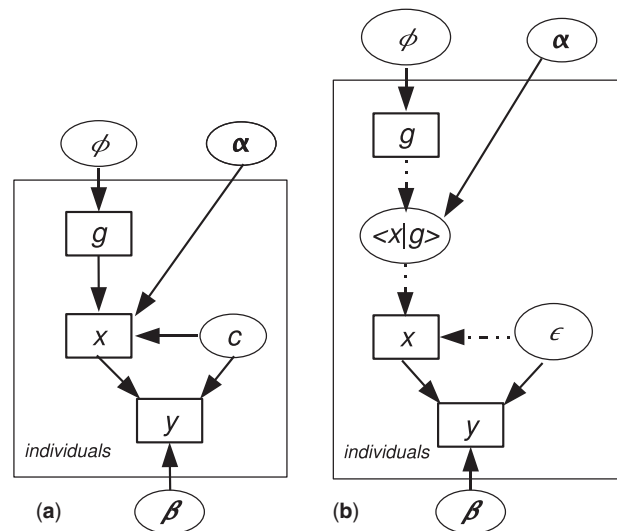 ϕ
α
g
x
c
y
individuals
β
(a)
ϕ
α
g
<x|g>
x
ϵ
y
individuals
β
(b)